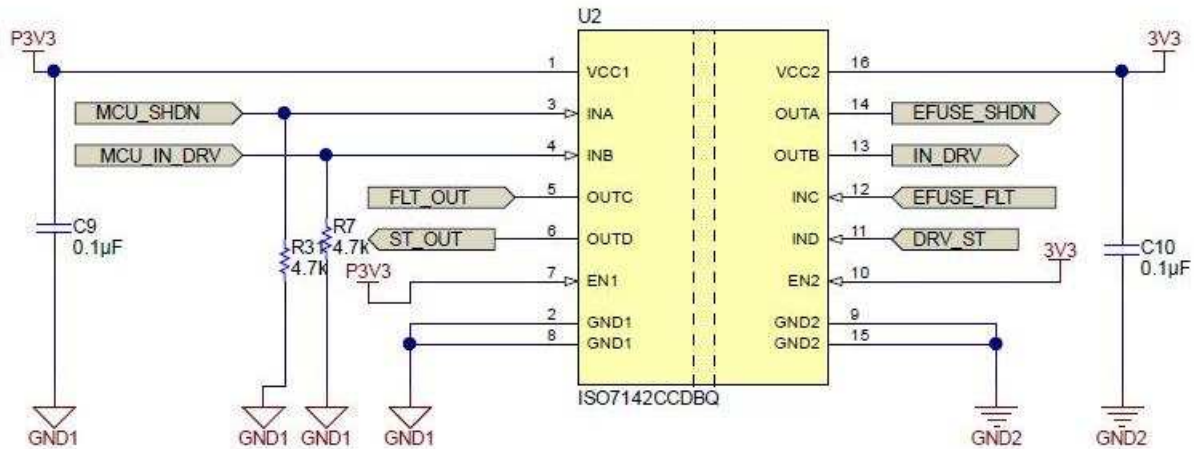 U2
P3V3
3V3
1
VCC1
VCC2
16
MCU_SHDN
3
INA
OUTA
14
EFUSE_SHDN
MCU_IN_DRV
4
INB
OUTB
13
IN_DRV
FLT_OUT
5
OUTC
INC
12
EFUSE_FLT
C9
0.1µF
R31
4.7k
R7
4.7k
ST_OUT
6
OUTD
IND
11
DRV_ST
C10
0.1µF
P3V3
7
EN1
EN2
10
3V3
2
GND1
GND2
9
8
GND1
GND2
15
ISO7142CCDBQ
GND1
GND1
GND1
GND1
GND2
GND2